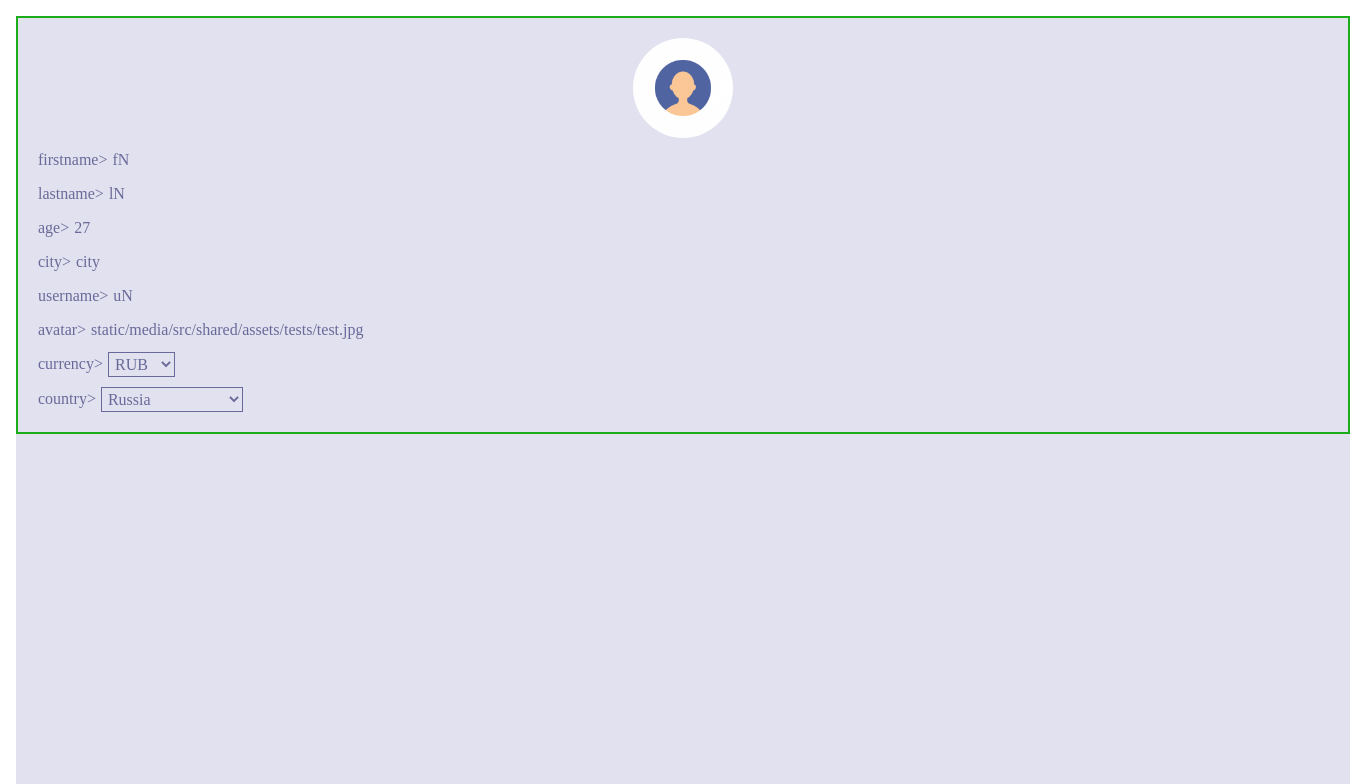 firstname> fN
lastname> lN
age> 27
city> city
username> uN
avatar> static/media/src/shared/assets/tests/test.jpg
currency> RUB
country> Russia